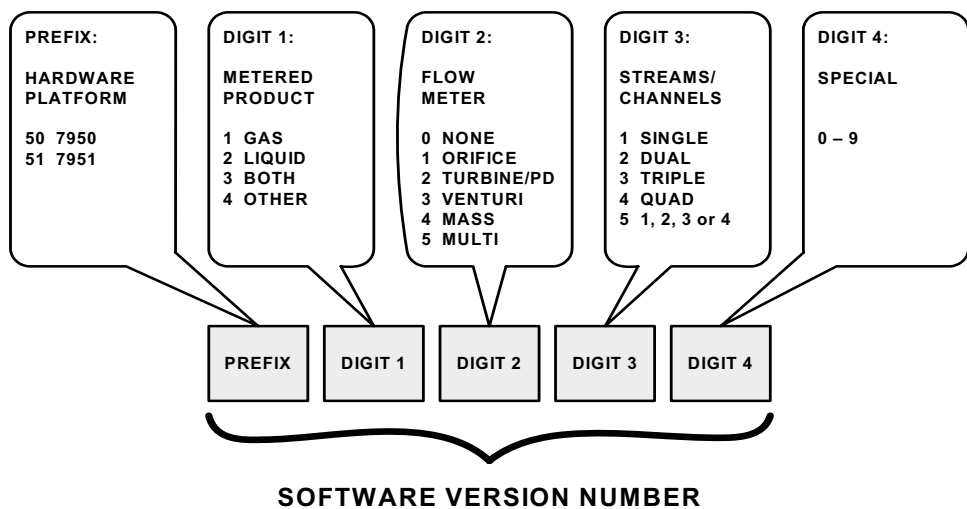 PREFIX:
HARDWARE
PLATFORM
50 7950
51 7951
DIGIT 1:
METERED
PRODUCT
1 GAS
2 LIQUID
3 BOTH
4 OTHER
DIGIT 2:
FLOW
METER
0 NONE
1 ORIFICE
2 TURBINE/PD
3 VENTURI
4 MASS
5 MULTI
DIGIT 3:
STREAMS/
CHANNELS
1 SINGLE
2 DUAL
3 TRIPLE
4 QUAD
5 1, 2, 3 or 4
DIGIT 4:
SPECIAL
0 – 9
PREFIX
DIGIT 1
DIGIT 2
DIGIT 3
DIGIT 4
SOFTWARE VERSION NUMBER